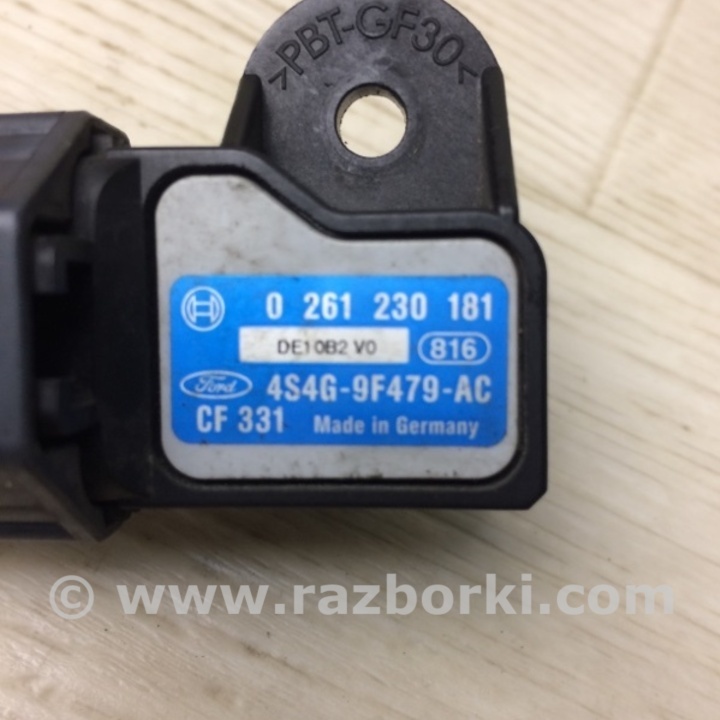 >PBT-GF30<
0 261 230 181
DE10B2 V0 816
Ford 4S4G-9F479-AC
CF 331 Made in Germany
© www.razborki.com